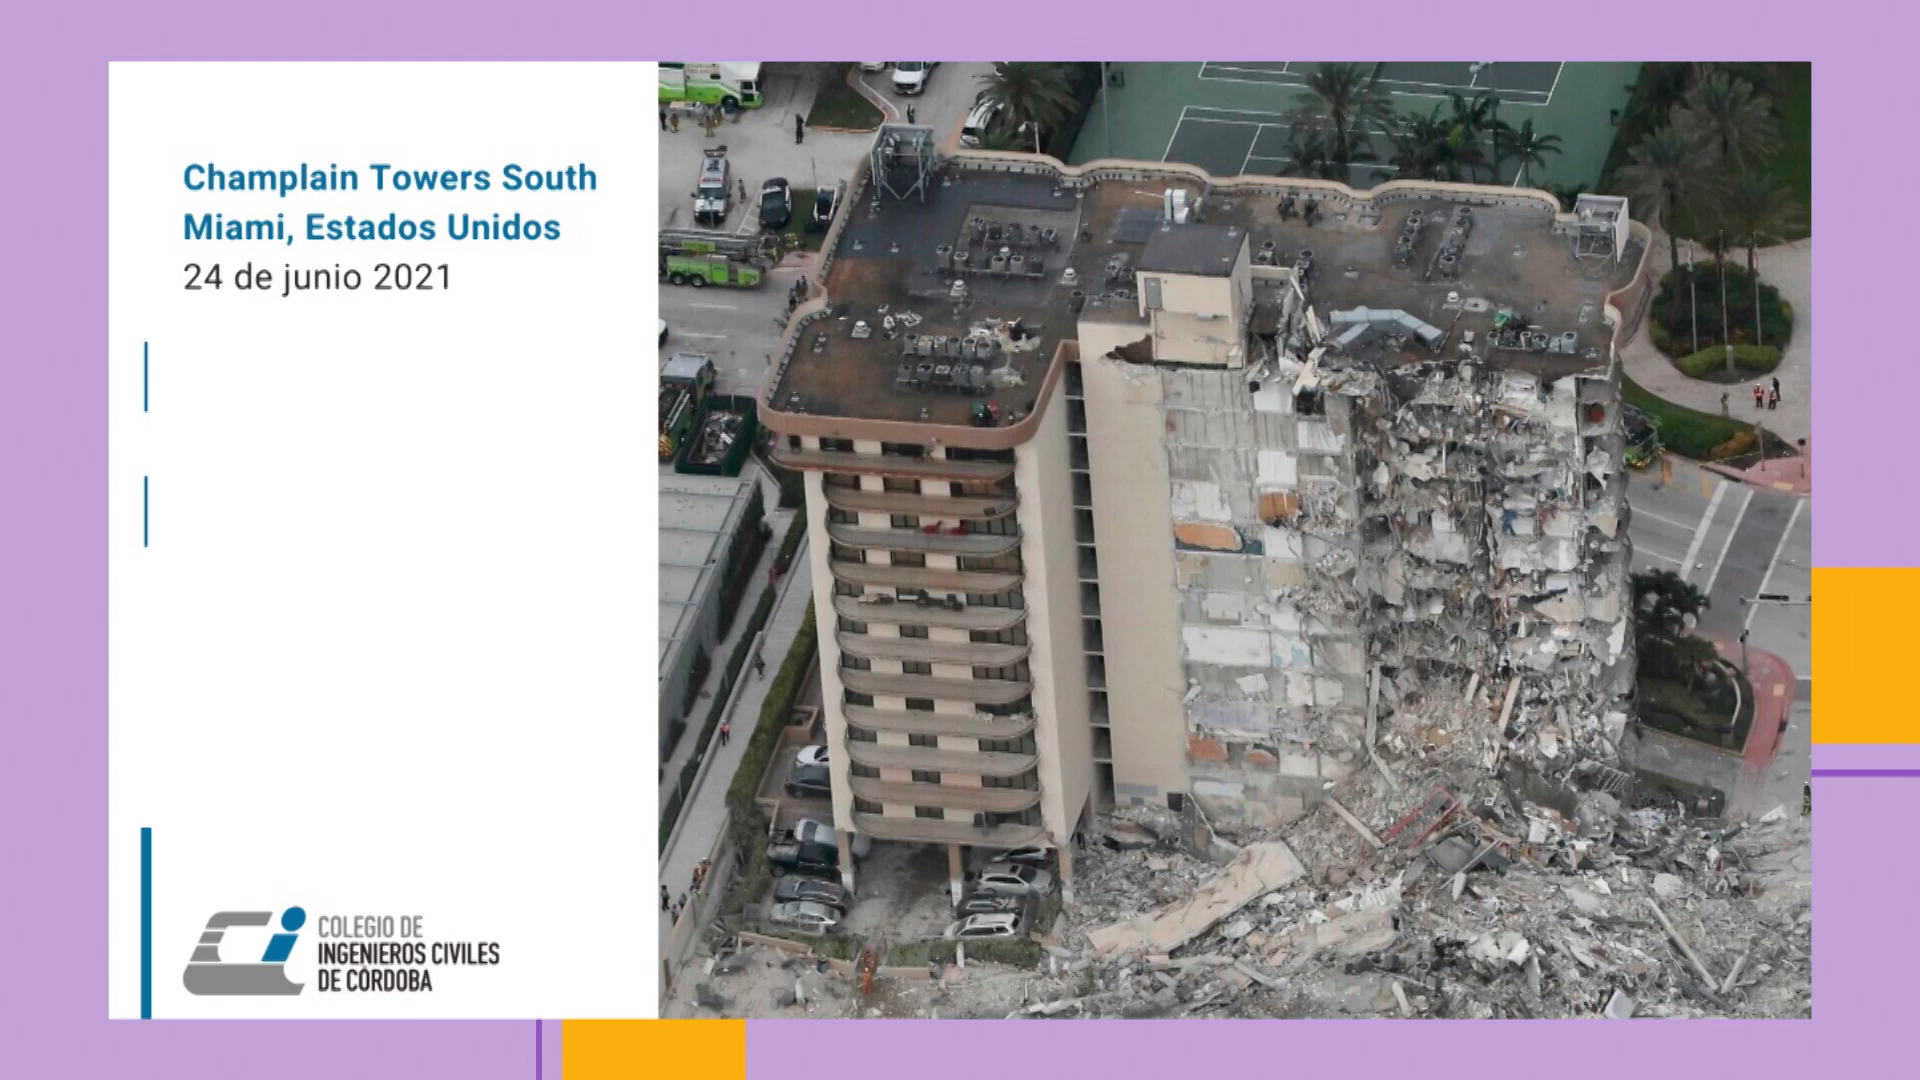 Champlain Towers South
Miami, Estados Unidos
24 de junio 2021
COLEGIO DE
INGENIEROS CIVILES
DE CÓRDOBA